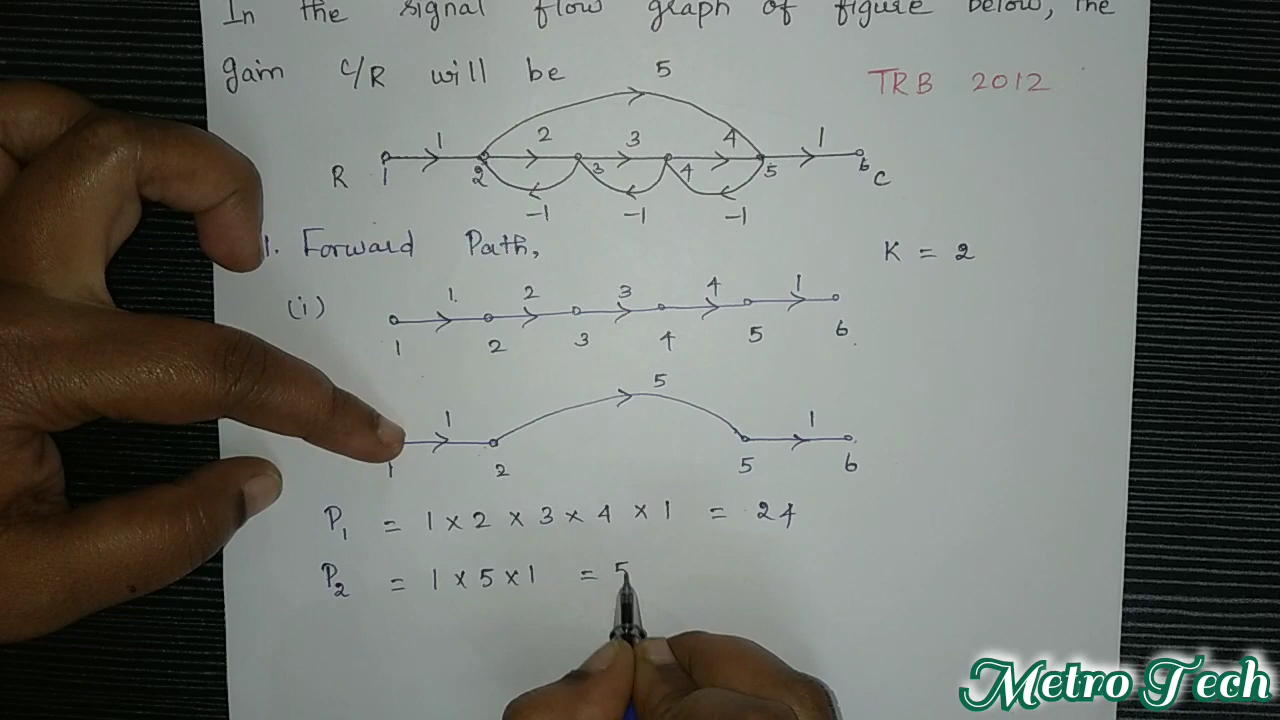 In the signal flow graph of figure below, the
gain C/R will be
TRB 2012
5
1 2 3 4 1
R 1 2 3 4 5 6 C
-1 -1 -1
1. Forward Path,
K = 2
(i)
1 2 3 4 1
1 2 3 4 5 6
5
1 1
1 2 5 6
P1 = 1 x 2 x 3 x 4 x 1 = 24
P2 = 1 x 5 x 1 = 5
Metro Tech